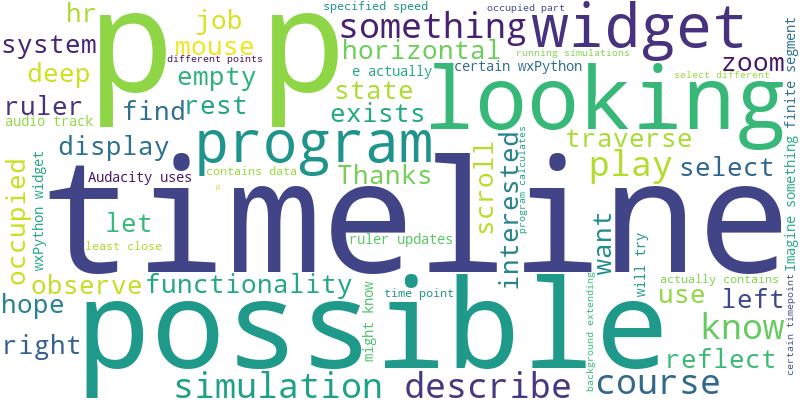 hr
job
mouse
system
deep
ruler
audio track
find
different points
empty
rest
display
p p
specified speed
something
horizontal
e actually
state
exists
occupied part
widget
running simulations
certain wxPython
zoom
select different
looking
program
contains data
Audacity uses
Thanks
scroll
interested
program calculates
traverse
play
select
Imagine something finite segment
occupied
wxPython widget
timeline
let
least close
p
ruler updates
observe
functionality
hope
right
possible
might know
time point
simulation
describe
background extending
want
will try
course
actually contains
use
left
know
reflect
certain timepoint